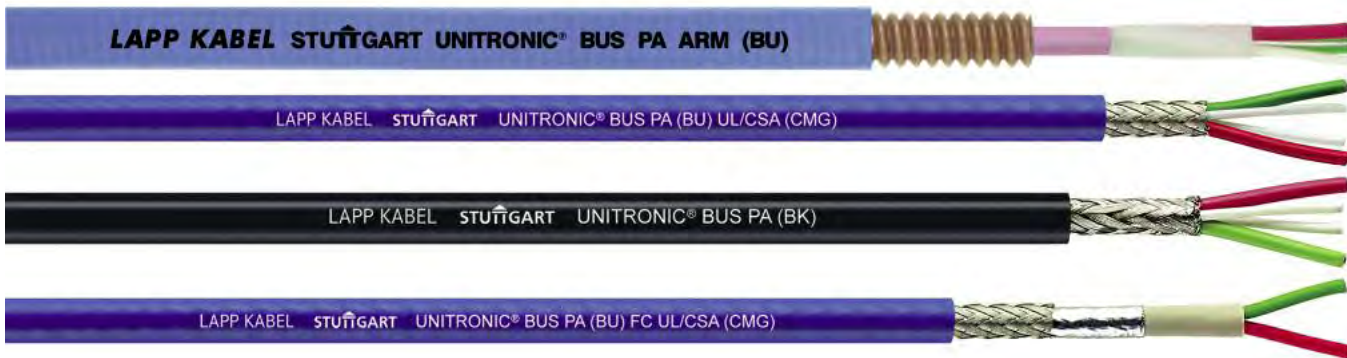 LAPP KABEL STUTTGART UNITRONIC® BUS PA ARM (BU)
LAPP KABEL STUTTGART UNITRONIC® BUS PA (BU) UL/CSA (CMG)
LAPP KABEL STUTTGART UNITRONIC® BUS PA (BK)
LAPP KABEL STUTTGART UNITRONIC® BUS PA (BU) FC UL/CSA (CMG)